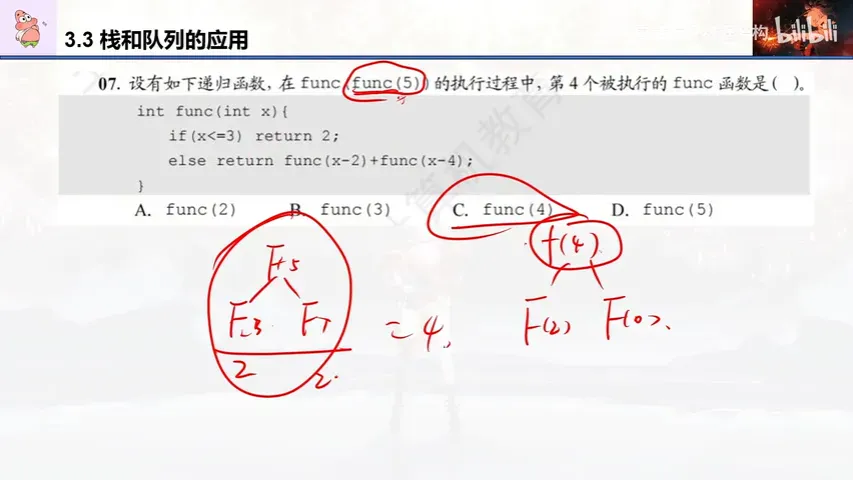 3.3 栈和队列的应用
bilibili
07. 设有如下递归函数，在 func(func(5)) 的执行过程中，第 4 个被执行的 func 函数是( )。
int func(int x){
if(x<=3) return 2;
else return func(x-2)+func(x-4);
}
A. func(2) B. func(3) C. func(4) D. func(5)
F5 f(4)
F3 F1 = 4, F(2) F(0)
2 2